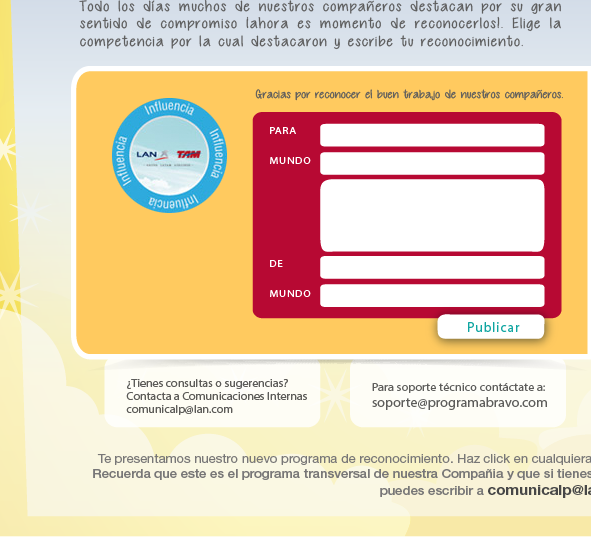 Todo los días muchos de nuestros compañeros destacan por su gran
sentido de compromiso ¡ahora es momento de reconocerlos!. Elige la
competencia por la cual destacaron y escribe tu reconocimiento.
Gracias por reconocer el buen trabajo de nuestros compañeros.
Influencia
Influencia
Influencia
Influencia
LAN TAM
PARA
MUNDO
DE
MUNDO
Publicar
¿Tienes consultas o sugerencias?
Contacta a Comunicaciones Internas
comunicalp@lan.com
Para soporte técnico contáctate a:
soporte@programabravo.com
Te presentamos nuestro nuevo programa de reconocimiento. Haz click en cualquiera
Recuerda que este es el programa transversal de nuestra Compañia y que si tienes
puedes escribir a comunicalp@la